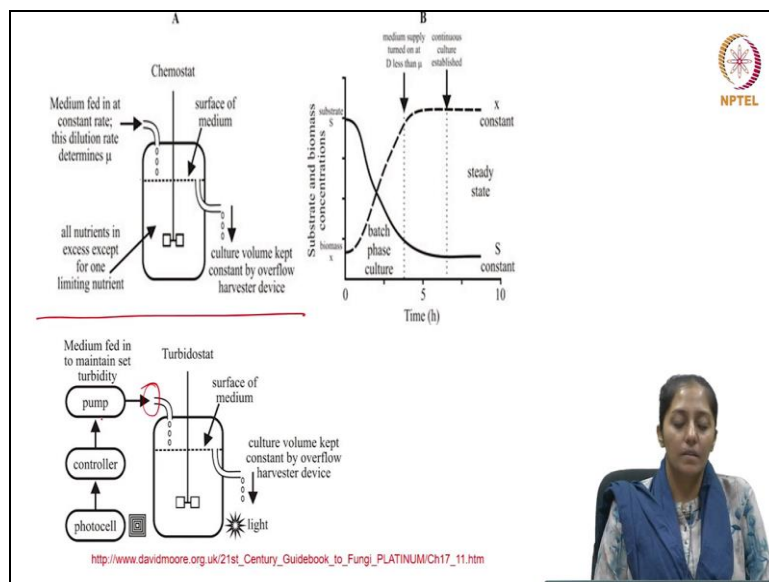 A
Chemostat
Medium fed in at
constant rate;
this dilution rate
determines μ
surface of
medium
all nutrients in
excess except
for one
limiting nutrient
culture volume kept
constant by overflow
harvester device
B
medium supply
turned on at
D less than μ
continuous
culture
established
Substrate and biomass
concentrations
substrate
S
biomass
x
batch
phase
culture
x
constant
steady
state
S
constant
0
5
10
Time (h)
NPTEL
Medium fed in
to maintain set
turbidity
Turbidostat
pump
surface of
medium
controller
culture volume kept
constant by overflow
harvester device
photocell
light
http://www.davidmoore.org.uk/21st_Century_Guidebook_to_Fungi_PLATINUM/Ch17_11.htm